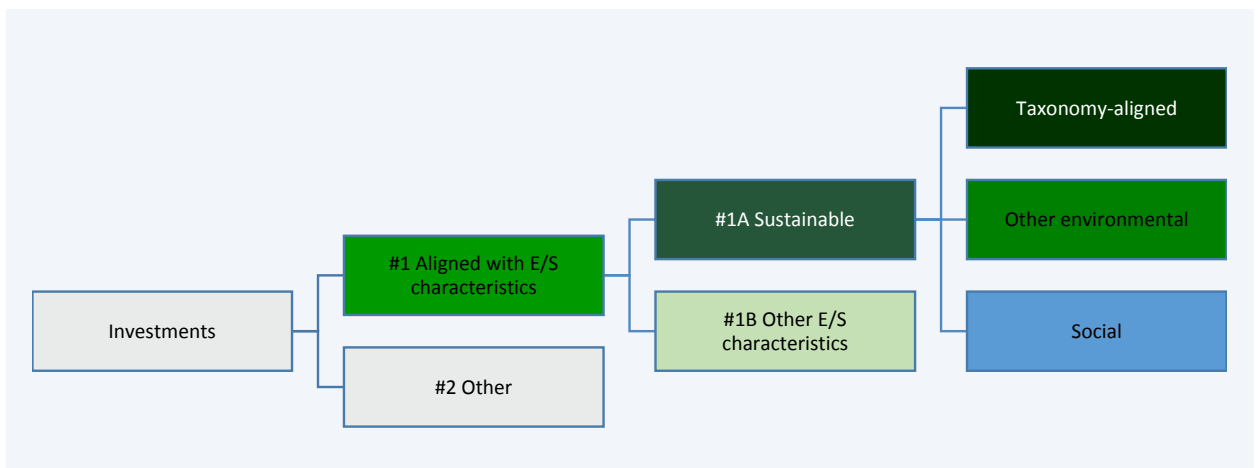 Investments
#1 Aligned with E/S
characteristics
#2 Other
#1A Sustainable
#1B Other E/S
characteristics
Taxonomy-aligned
Other environmental
Social